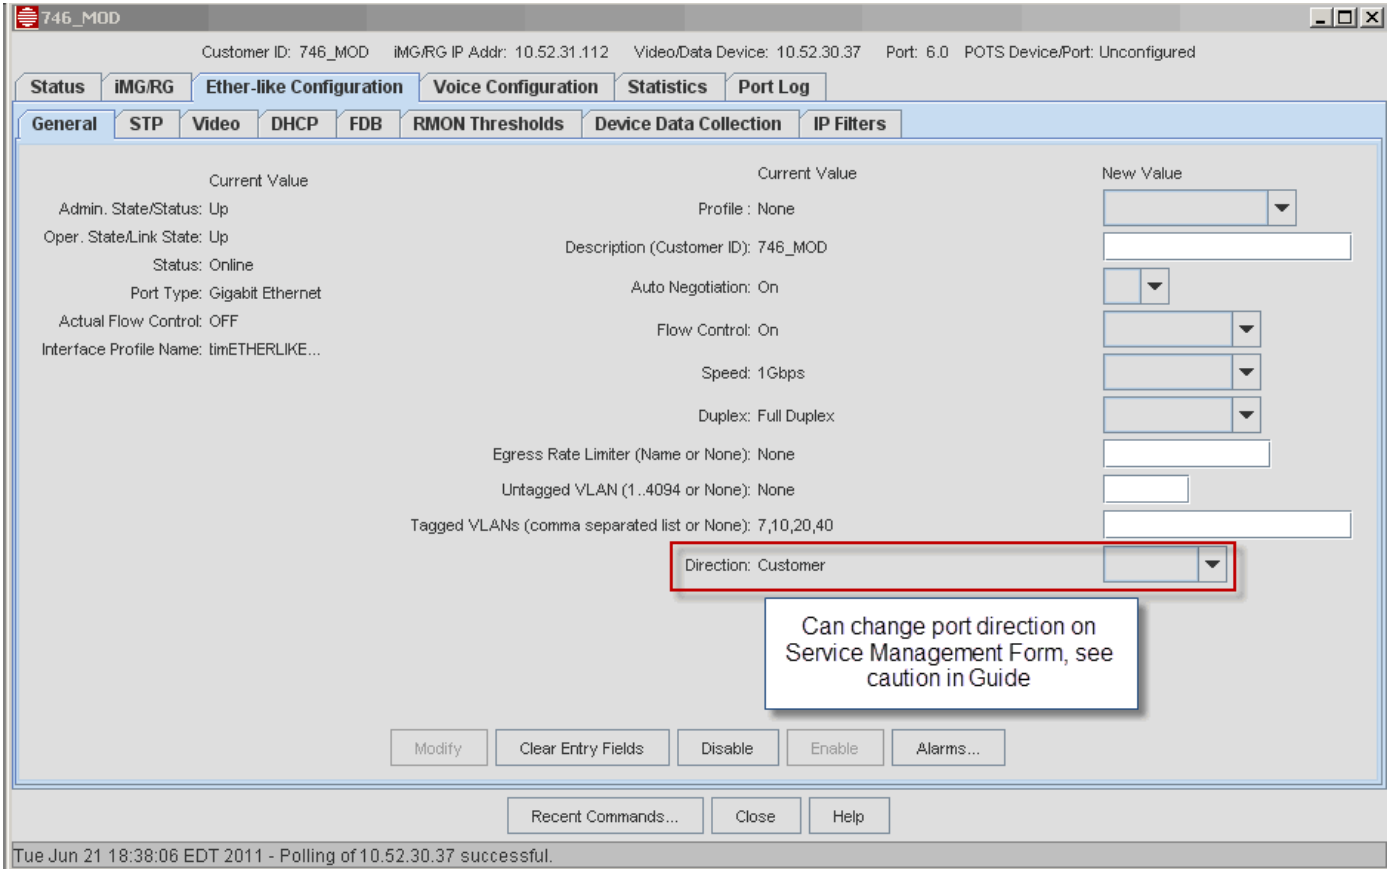 746_MOD
Customer ID: 746_MOD iMG/RG IP Addr: 10.52.31.112 Video/Data Device: 10.52.30.37 Port: 6.0 POTS Device/Port: Unconfigured
Status iMG/RG Ether-like Configuration Voice Configuration Statistics Port Log
General STP Video DHCP FDB RMON Thresholds Device Data Collection IP Filters
Current Value
Admin. State/Status: Up
Oper. State/Link State: Up
Status: Online
Port Type: Gigabit Ethernet
Actual Flow Control: OFF
Interface Profile Name: timETHERLIKE...
Current Value New Value
Profile : None
Description (Customer ID): 746_MOD
Auto Negotiation: On
Flow Control: On
Speed: 1Gbps
Duplex: Full Duplex
Egress Rate Limiter (Name or None): None
Untagged VLAN (1..4094 or None): None
Tagged VLANs (comma separated list or None): 7,10,20,40
Direction: Customer
Can change port direction on
Service Management Form, see
caution in Guide
Modify Clear Entry Fields Disable Enable Alarms...
Recent Commands... Close Help
Tue Jun 21 18:38:06 EDT 2011 - Polling of 10.52.30.37 successful.